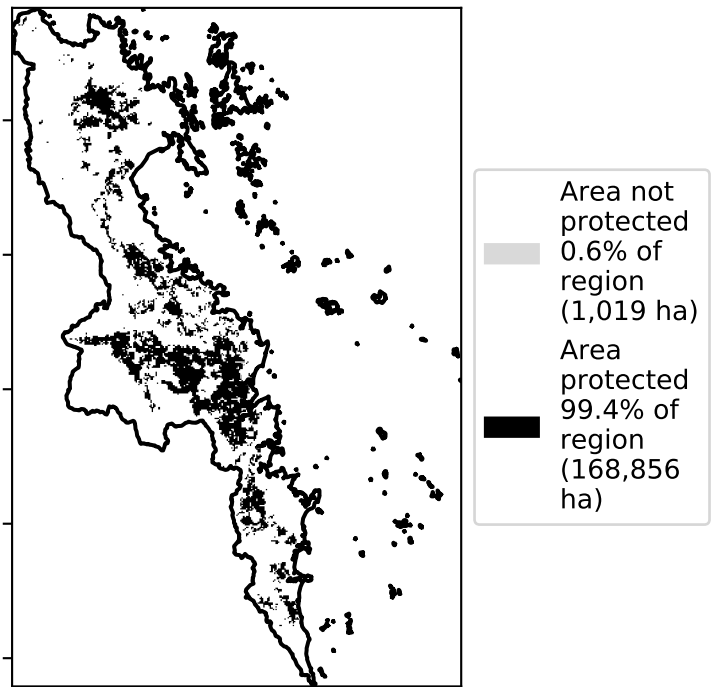 Area not
protected
0.6% of
region
(1,019 ha)
Area
protected
99.4% of
region
(168,856
ha)